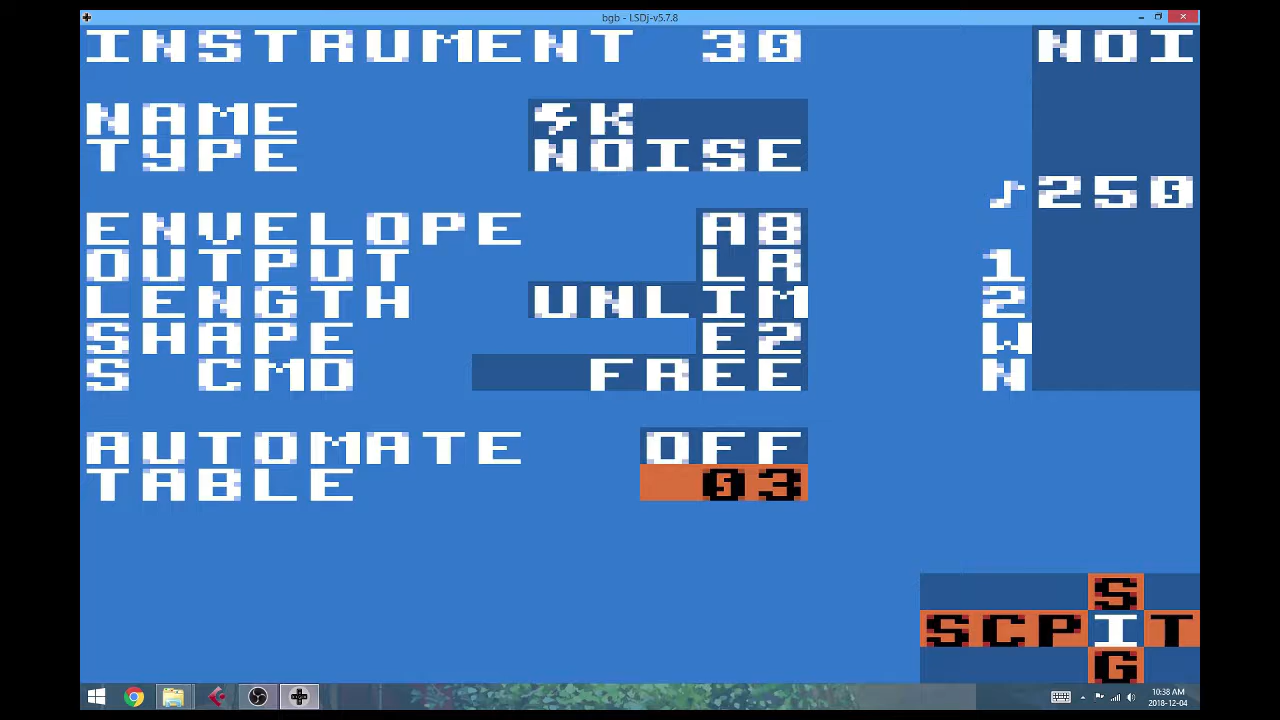 bgb - LSDj-v5.7.8
INSTRUMENT 30 NOI
NAME ⚡K
TYPE NOISE
♪250
ENVELOPE A8
OUTPUT LR 1
LENGTH UNLIM 2
SHAPE E2 W
S CMD FREE N
AUTOMATE OFF
TABLE 03
S
SCPIT
G
10:38 AM
2018-12-04